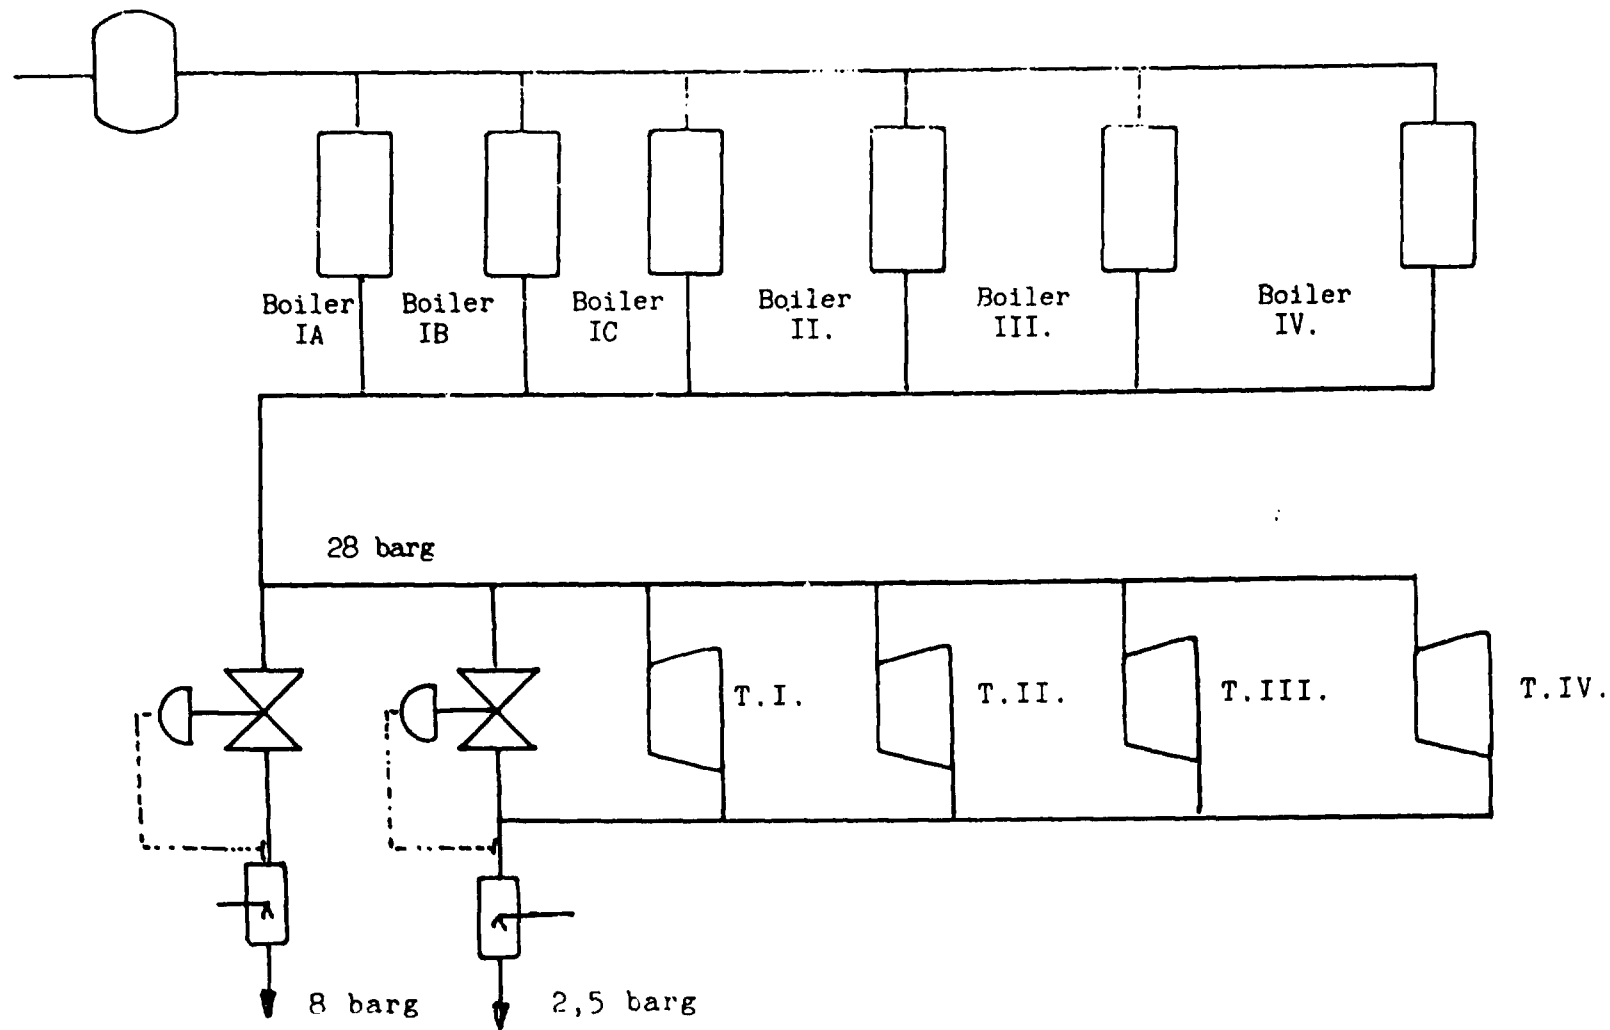 Boiler
IA
Boiler
IB
Boiler
IC
Boiler
II.
Boiler
III.
Boiler
IV.
28 barg
T.I.
T.II.
T.III.
T.IV.
8 barg
2,5 barg